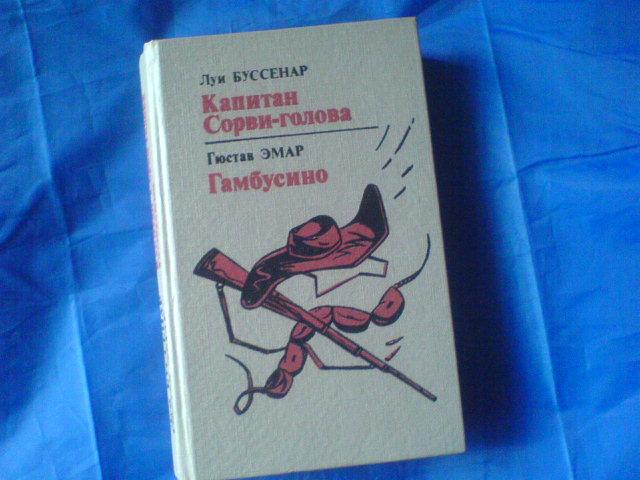 Луи БУССЕНАР
Капитан
Сорви-голова
Гюстав ЭМАР
Гамбусино